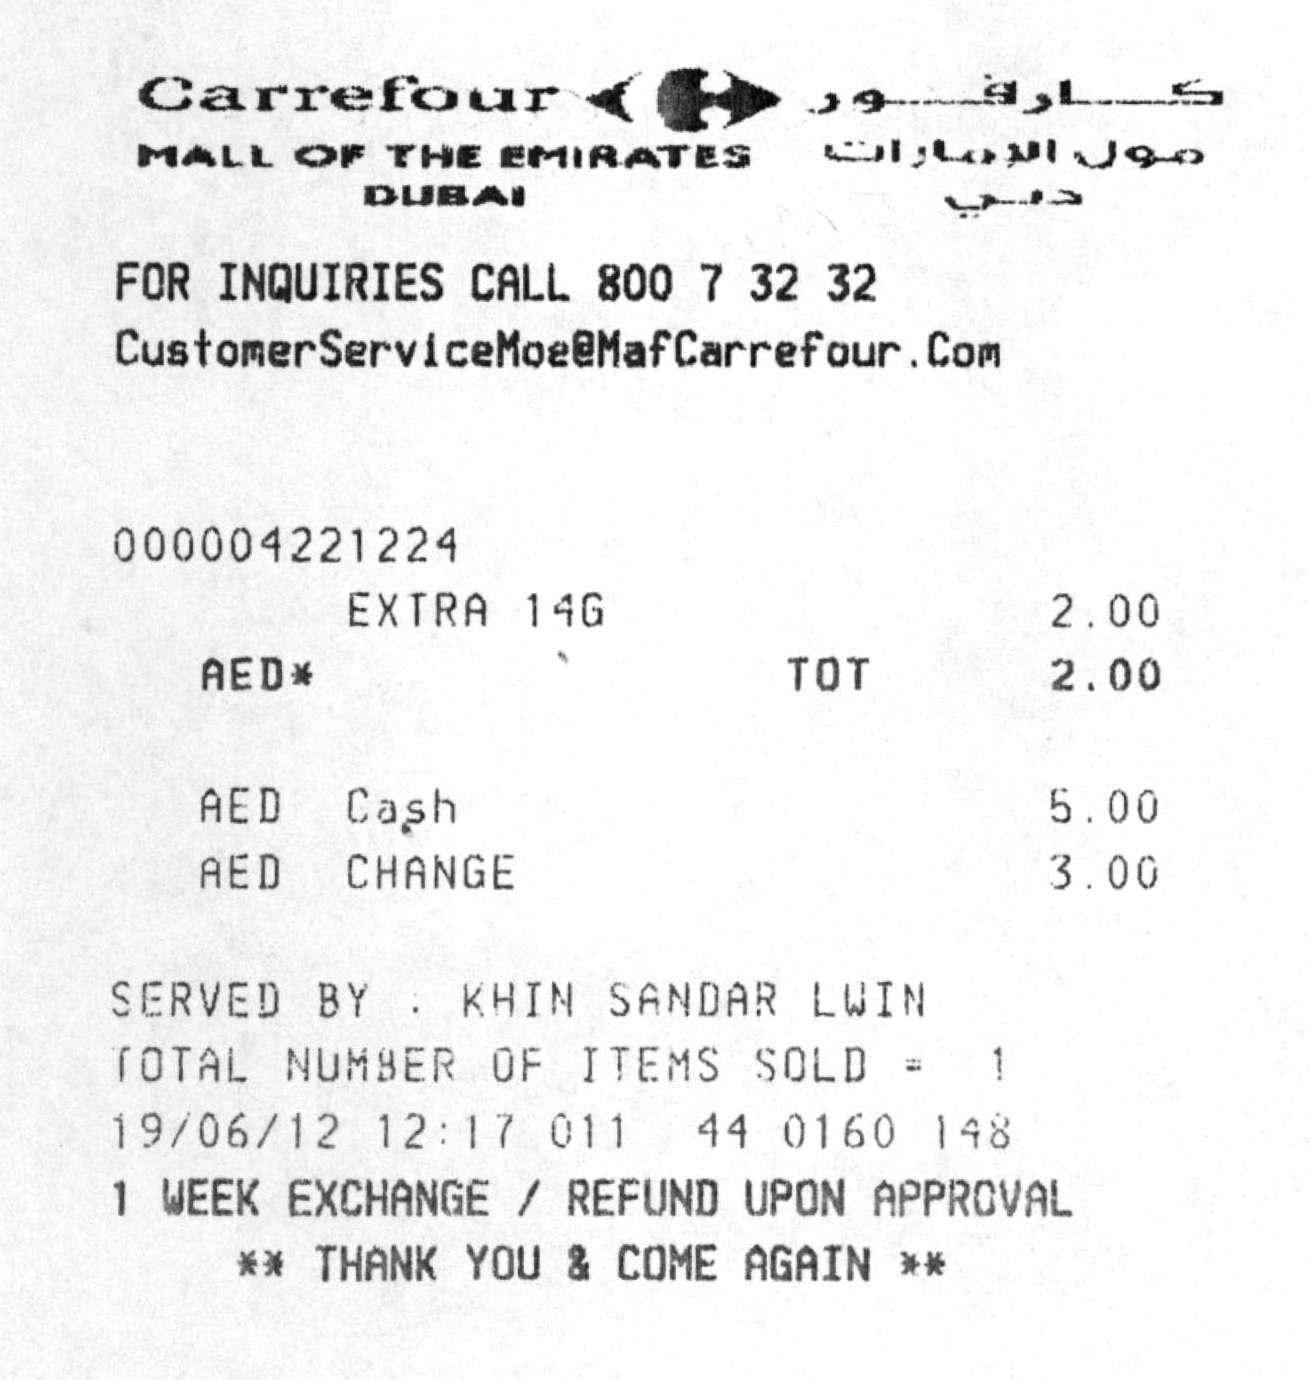 Carrefour كارفور
MALL OF THE EMIRATES مول الإمارات
DUBAI دبي
FOR INQUIRIES CALL 800 7 32 32
CustomerServiceMoe@MafCarrefour.Com
000004221224
EXTRA 14G 2.00
AED* TOT 2.00
AED Cash 5.00
AED CHANGE 3.00
SERVED BY : KHIN SANDAR LWIN
TOTAL NUMBER OF ITEMS SOLD = 1
19/06/12 12:17 011 44 0160 148
1 WEEK EXCHANGE / REFUND UPON APPROVAL
** THANK YOU & COME AGAIN **